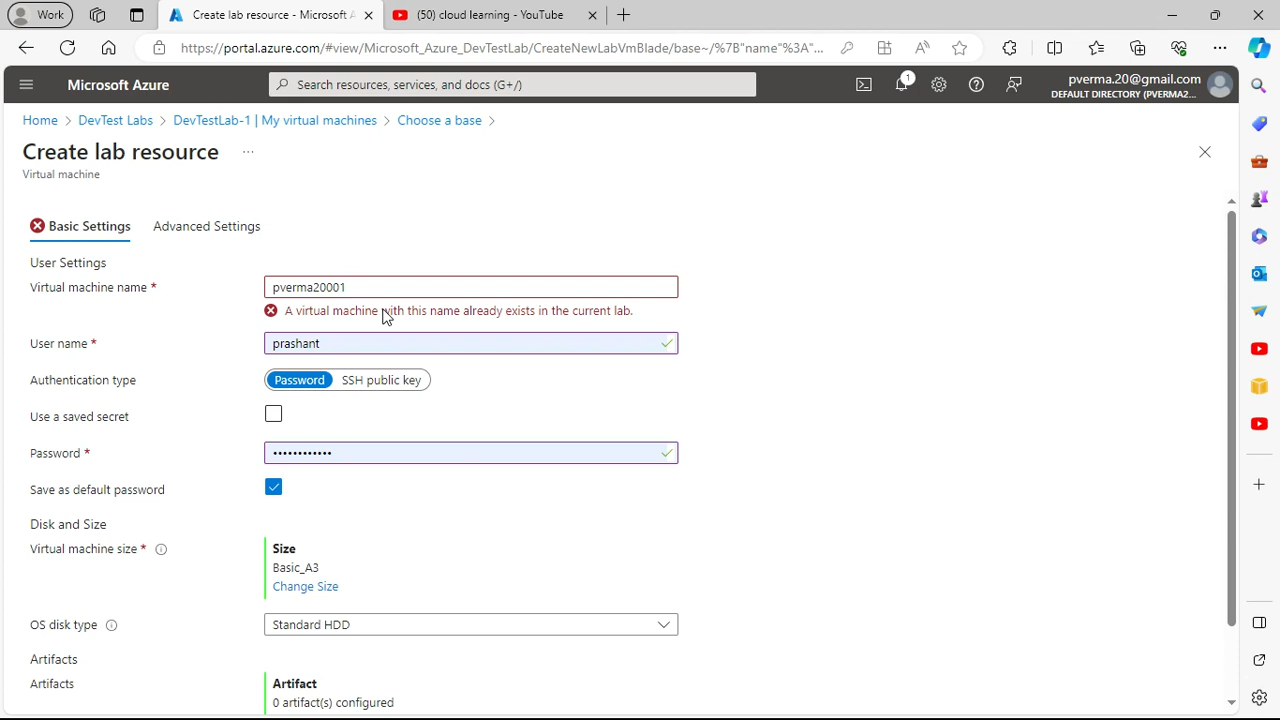 Work
Create lab resource - Microsoft A
(50) cloud learning - YouTube
https://portal.azure.com/#view/Microsoft_Azure_DevTestLab/CreateNewLabVmBlade/base~/%7B"name"%3A"...
Microsoft Azure
Search resources, services, and docs (G+/)
1
pverma.20@gmail.com
DEFAULT DIRECTORY (PVERMA2...
Home > DevTest Labs > DevTestLab-1 | My virtual machines > Choose a base >
Create lab resource ...
Virtual machine
Basic Settings
Advanced Settings
User Settings
Virtual machine name *
pverma20001
A virtual machine with this name already exists in the current lab.
User name *
prashant
Authentication type
Password SSH public key
Use a saved secret
Password *
••••••••••••
Save as default password
Disk and Size
Virtual machine size *
Size
Basic_A3
Change Size
OS disk type
Standard HDD
Artifacts
Artifacts
Artifact
0 artifact(s) configured